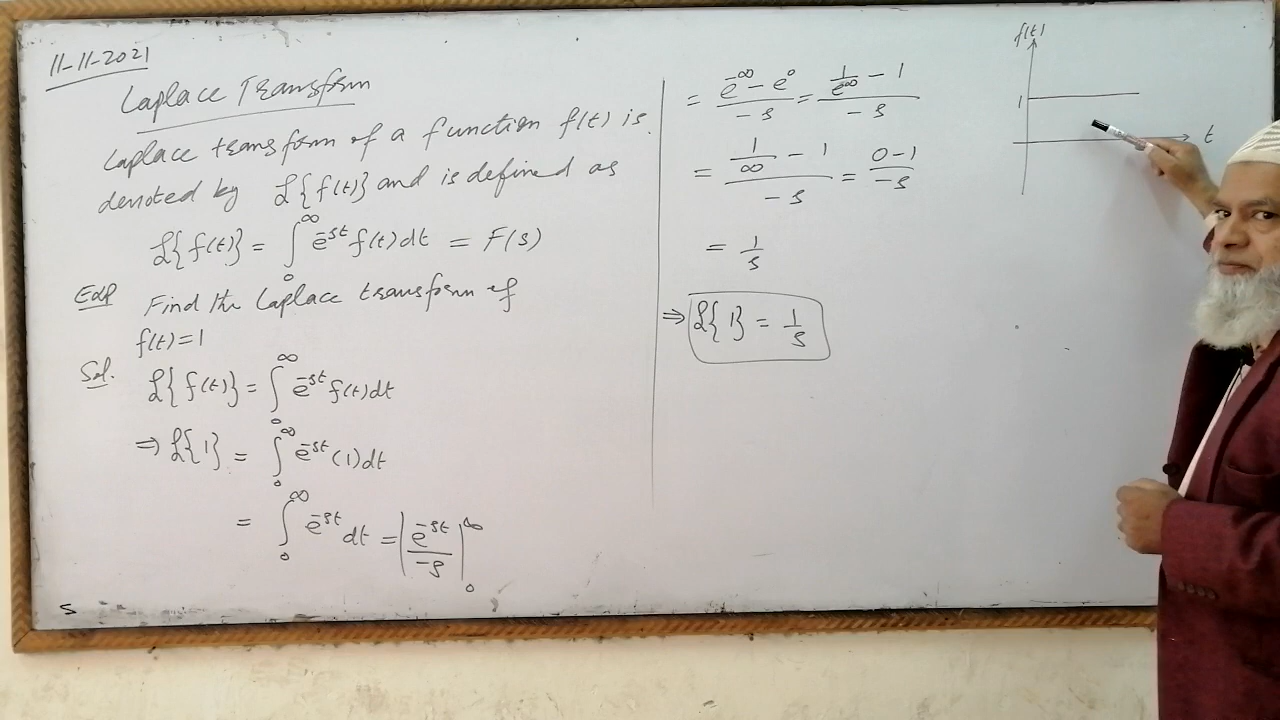 11-11-2021
Laplace Transform
Laplace transform of a function f(t) is
denoted by ℒ{f(t)} and is defined as
ℒ{f(t)} = ∫₀^∞ e^-st f(t)dt = F(s)
Exp Find the Laplace transform of
f(t)=1
Sol.
ℒ{f(t)} = ∫₀^∞ e^-st f(t)dt
⇒ ℒ{1} = ∫₀^∞ e^-st (1)dt
= ∫₀^∞ e^-st dt = |e^-st/-s|₀^∞
s
= (e^-∞ - e^0)/-s = (1/e^∞ - 1)/-s
= (1/∞ - 1)/-s = (0-1)/-s
= 1/s
⇒ ℒ{1} = 1/s
f(t)
1
t